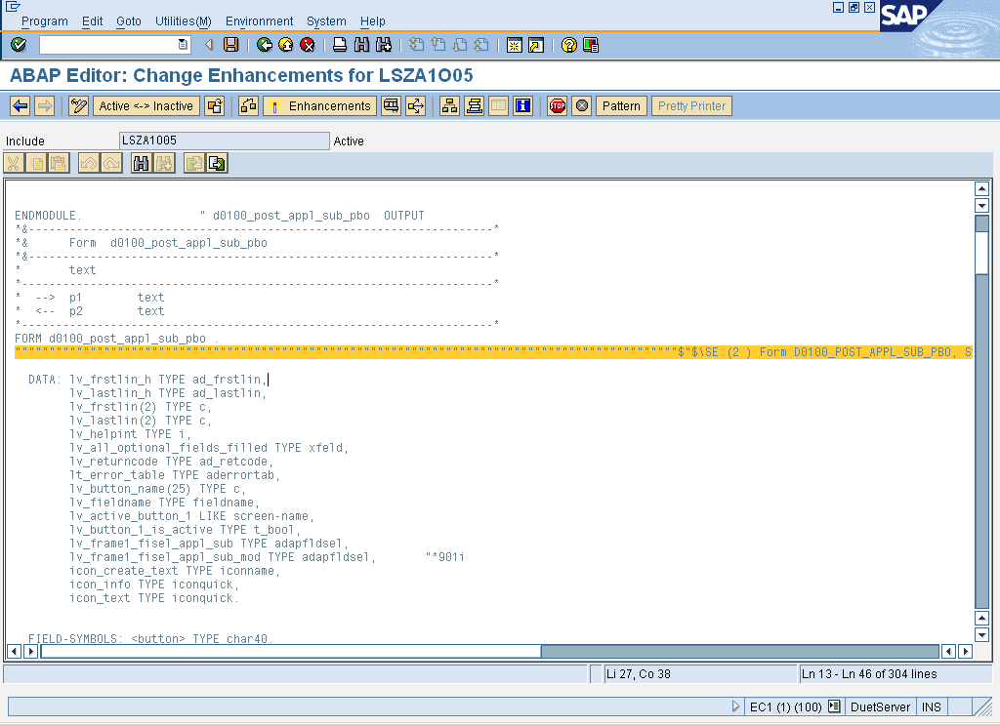 Program Edit Goto Utilities(M) Environment System Help
SAP
ABAP Editor: Change Enhancements for LSZA1O05
Active <-> Inactive Enhancements STOP Pattern Pretty Printer
Include LSZA1O05 Active
ENDMODULE. " d0100_post_appl_sub_pbo OUTPUT
*&---------------------------------------------------------------------*
*& Form d0100_post_appl_sub_pbo
*&---------------------------------------------------------------------*
* text
*----------------------------------------------------------------------*
* --> p1 text
* <-- p2 text
*----------------------------------------------------------------------*
FORM d0100_post_appl_sub_pbo .
"""""""""""""""""""""""""""""""""""""""""""""""""""""""""""""""""""""""""""""""""""""""""""""""""$"$\SE:(2 ) Form D0100_POST_APPL_SUB_PBO, S
DATA: lv_frstlin_h TYPE ad_frstlin,
lv_lastlin_h TYPE ad_lastlin,
lv_frstlin(2) TYPE c,
lv_lastlin(2) TYPE c,
lv_helpint TYPE i,
lv_all_optional_fields_filled TYPE xfeld,
lv_returncode TYPE ad_retcode,
lt_error_table TYPE aderrortab,
lv_button_name(25) TYPE c,
lv_fieldname TYPE fieldname,
lv_active_button_1 LIKE screen-name,
lv_button_1_is_active TYPE t_bool,
lv_frame1_fisel_appl_sub TYPE adapfldsel,
lv_frame1_fisel_appl_sub_mod TYPE adapfldsel, "*901i
icon_create_text TYPE iconname,
icon_info TYPE iconquick,
icon_text TYPE iconquick.
FIELD-SYMBOLS: <button> TYPE char40.
Li 27, Co 38 Ln 13 - Ln 46 of 304 lines
EC1 (1) (100) DuetServer INS